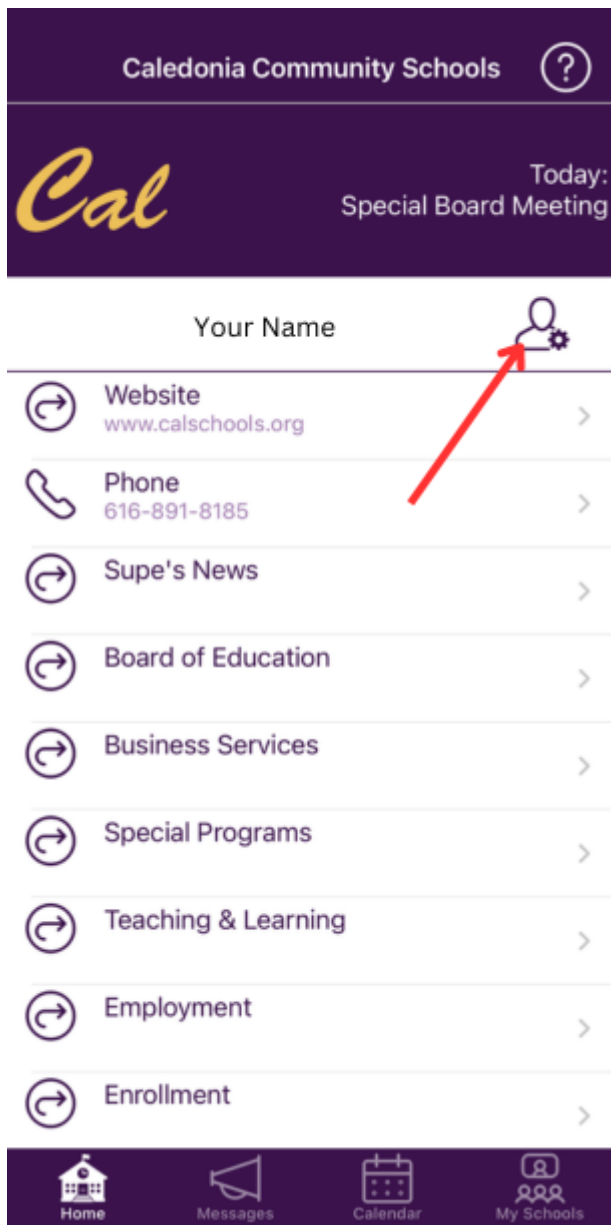 Caledonia Community Schools
?
Cal
Today:
Special Board Meeting
Your Name
Website
www.calschools.org
Phone
616-891-8185
Supe's News
Board of Education
Business Services
Special Programs
Teaching & Learning
Employment
Enrollment
Home Messages Calendar My Schools